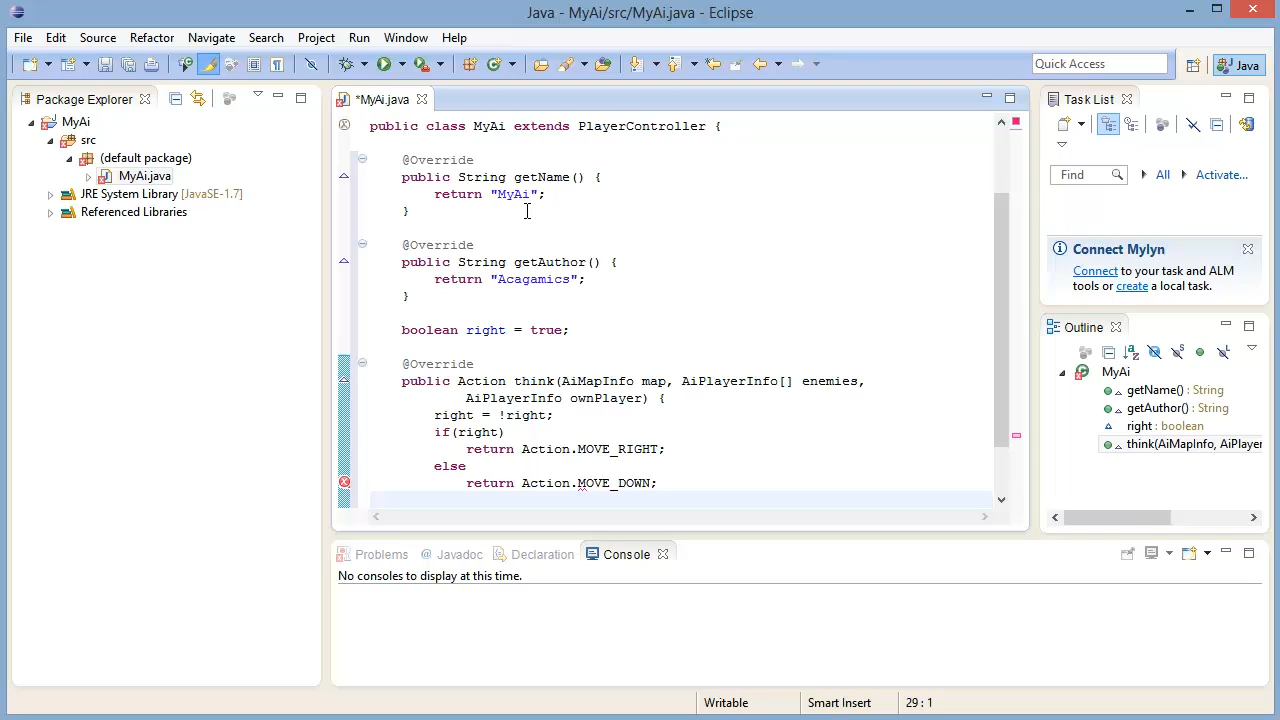 Java - MyAi/src/MyAi.java - Eclipse
File Edit Source Refactor Navigate Search Project Run Window Help
Quick Access
Java
Package Explorer
*MyAi.java
Task List
MyAi
src
(default package)
MyAi.java
JRE System Library [JavaSE-1.7]
Referenced Libraries
public class MyAi extends PlayerController {
@Override
public String getName() {
return "MyAi";
}
@Override
public String getAuthor() {
return "Acagamics";
}
boolean right = true;
@Override
public Action think(AiMapInfo map, AiPlayerInfo[] enemies,
AiPlayerInfo ownPlayer) {
right = !right;
if(right)
return Action.MOVE_RIGHT;
else
return Action.MOVE_DOWN;
Find All Activate...
Connect Mylyn
Connect to your task and ALM
tools or create a local task.
Outline
MyAi
getName() : String
getAuthor() : String
right : boolean
think(AiMapInfo, AiPlayer
Problems @ Javadoc Declaration Console
No consoles to display at this time.
Writable Smart Insert 29 : 1